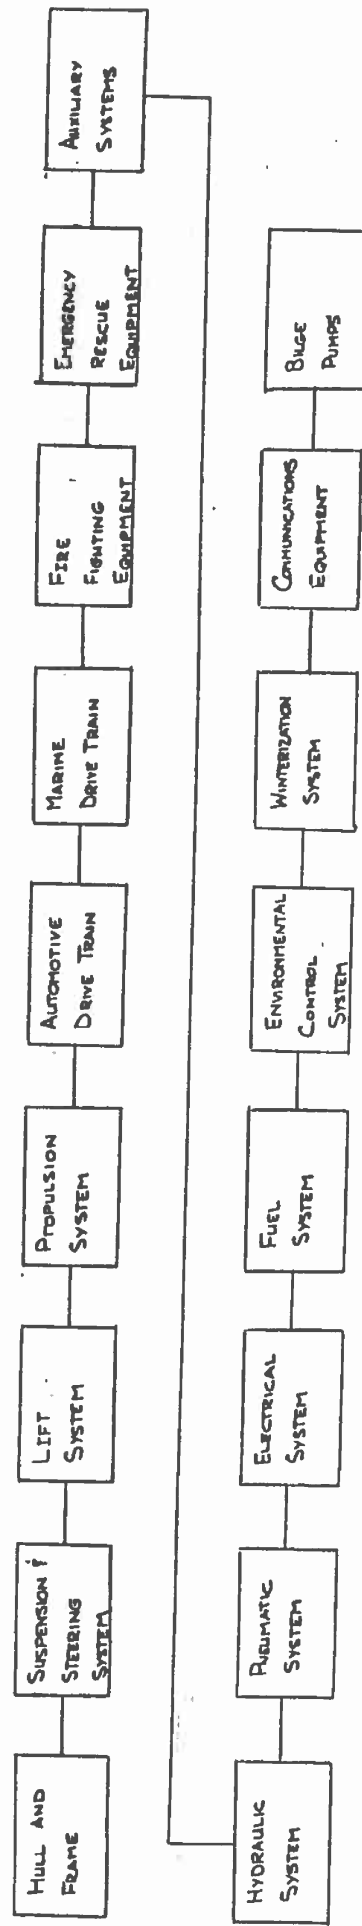 HULL AND
FRAME
SUSPENSION &
STEERING
SYSTEM
LIFT
SYSTEM
PROPULSION
SYSTEM
AUTOMOTIVE
DRIVE TRAIN
MARINE
DRIVE TRAIN
FIRE
FIGHTING
EQUIPMENT
EMERGENCY
RESCUE
EQUIPMENT
AUXILIARY
SYSTEMS
HYDRAULIC
SYSTEM
PNEUMATIC
SYSTEM
ELECTRICAL
SYSTEM
FUEL
SYSTEM
ENVIRONMENTAL
CONTROL
SYSTEM
WINTERIZATION
SYSTEM
COMMUNICATIONS
EQUIPMENT
BILGE
PUMPS